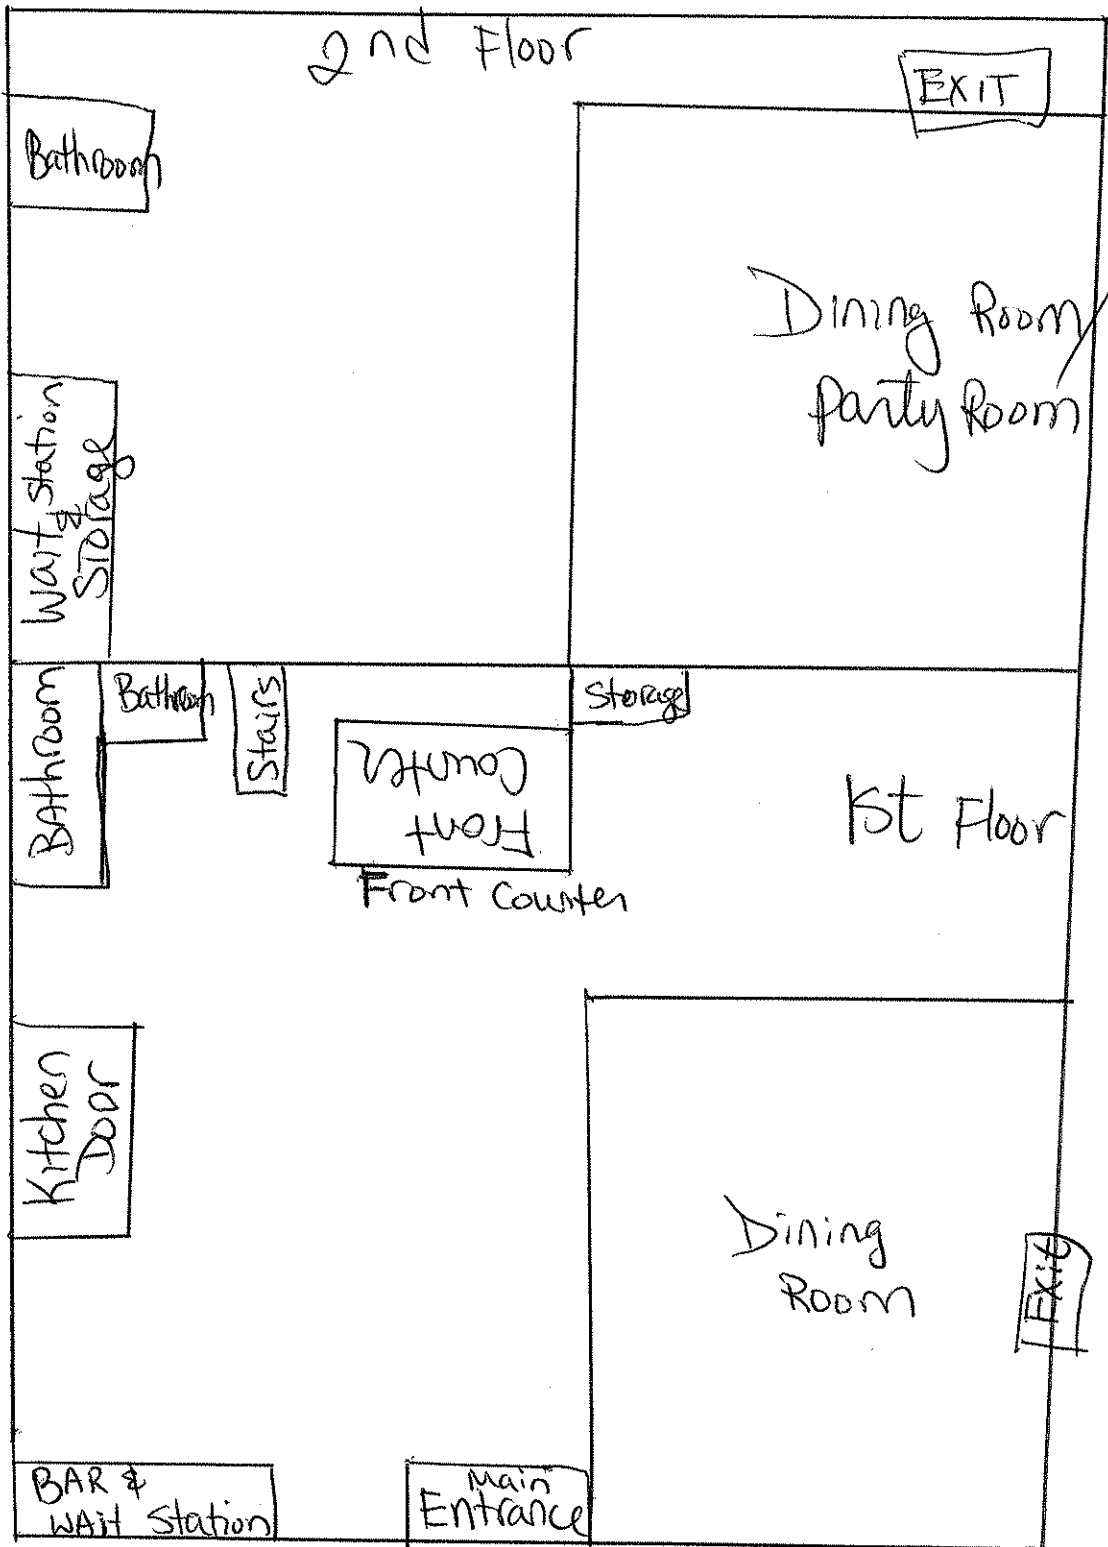 2nd Floor
EXIT
Bathroom
Dining Room/
Party Room
Wait station
&
Storage
BAthroom
Bathroom
Stairs
Storage
Front
Counter
1st Floor
Front Counter
Kitchen
Door
Dining
Room
Exit
BAR &
WAit Station
Main
Entrance